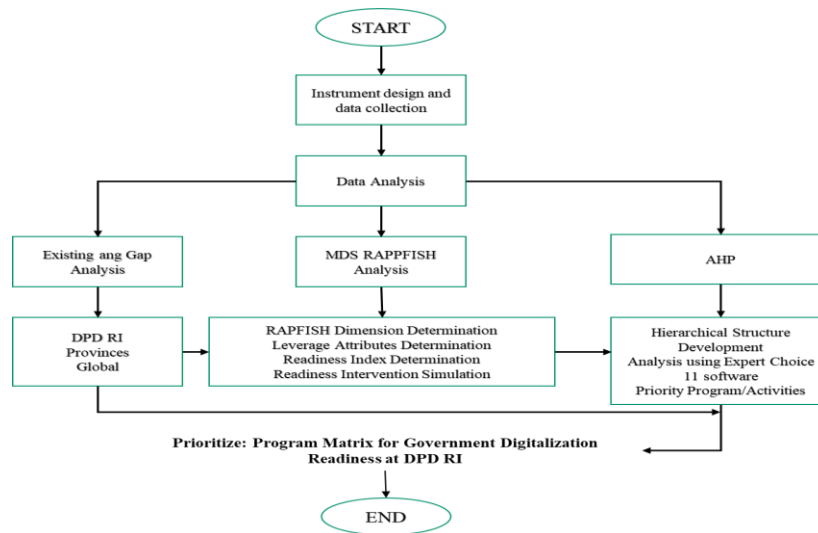 START
Instrument design and
data collection
Data Analysis
Existing ang Gap
Analysis
MDS RAPPFISH
Analysis
AHP
DPD RI
Provinces
Global
RAPFISH Dimension Determination
Leverage Attributes Determination
Readiness Index Determination
Readiness Intervention Simulation
Hierarchical Structure
Development
Analysis using Expert Choice
11 software
Priority Program/Activities
Prioritize: Program Matrix for Government Digitalization
Readiness at DPD RI
END